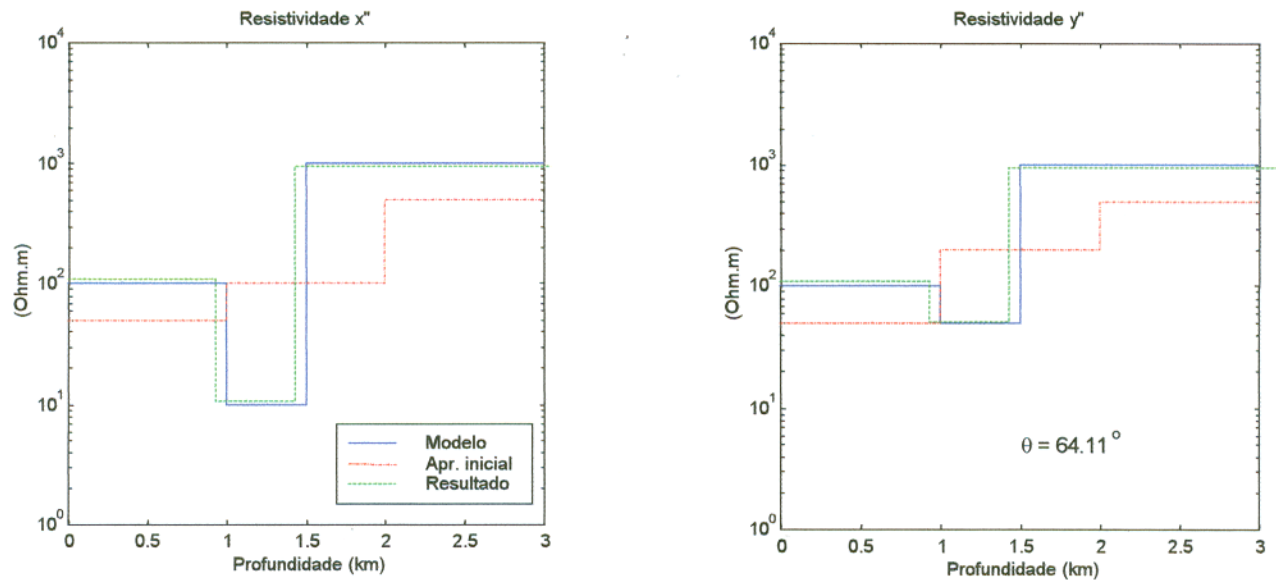 Resistividade x"
10^4
10^3
10^2
10^1
10^0
(Ohm.m)
0 0.5 1 1.5 2 2.5 3
Profundidade (km)
Modelo
Apr. inicial
Resultado
Resistividade y"
10^4
10^3
10^2
10^1
10^0
(Ohm.m)
θ = 64.11°
0 0.5 1 1.5 2 2.5 3
Profundidade (km)